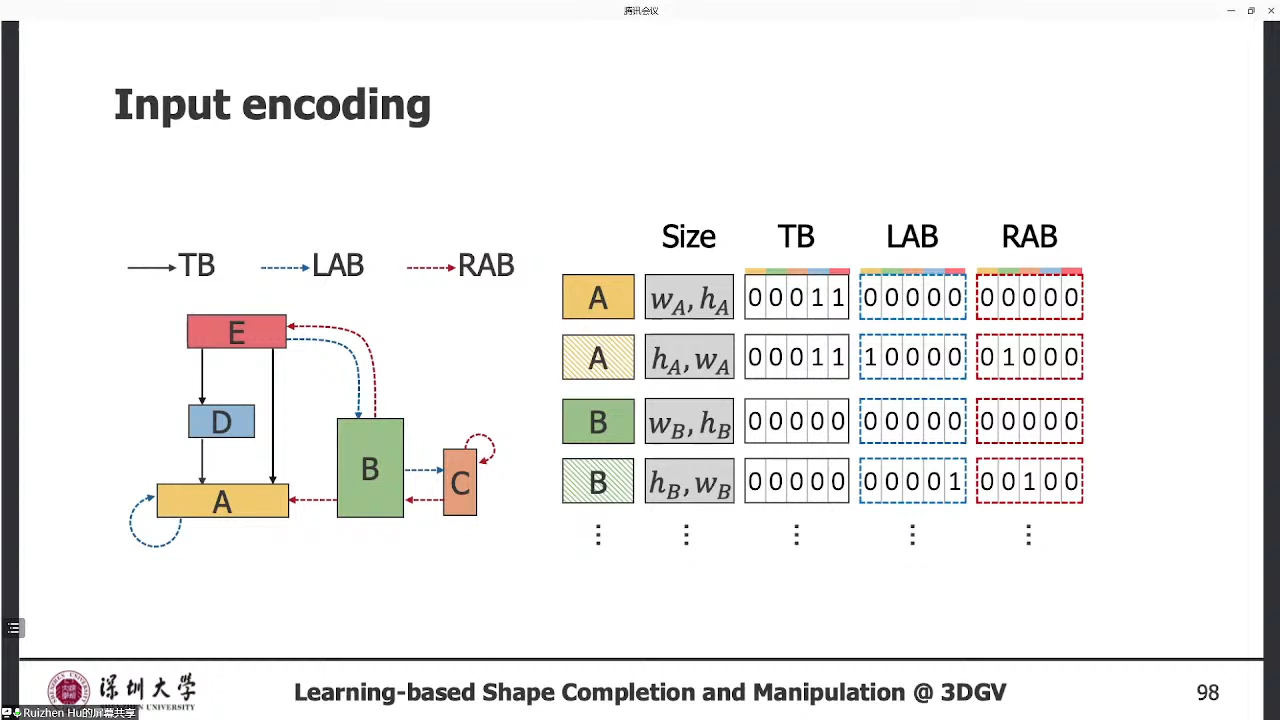 腾讯会议
Input encoding
TB LAB RAB
E
D
A
B
C
Size TB LAB RAB
A w_A, h_A 0 0 0 1 1 0 0 0 0 0 0 0 0 0 0
A h_A, w_A 0 0 0 1 1 1 0 0 0 0 0 1 0 0 0
B w_B, h_B 0 0 0 0 0 0 0 0 0 0 0 0 0 0 0
B h_B, w_B 0 0 0 0 0 0 0 0 0 1 0 0 1 0 0
⋮ ⋮ ⋮ ⋮ ⋮
深圳大学
Learning-based Shape Completion and Manipulation @ 3DGV
98
Ruizhen Hu的屏幕共享